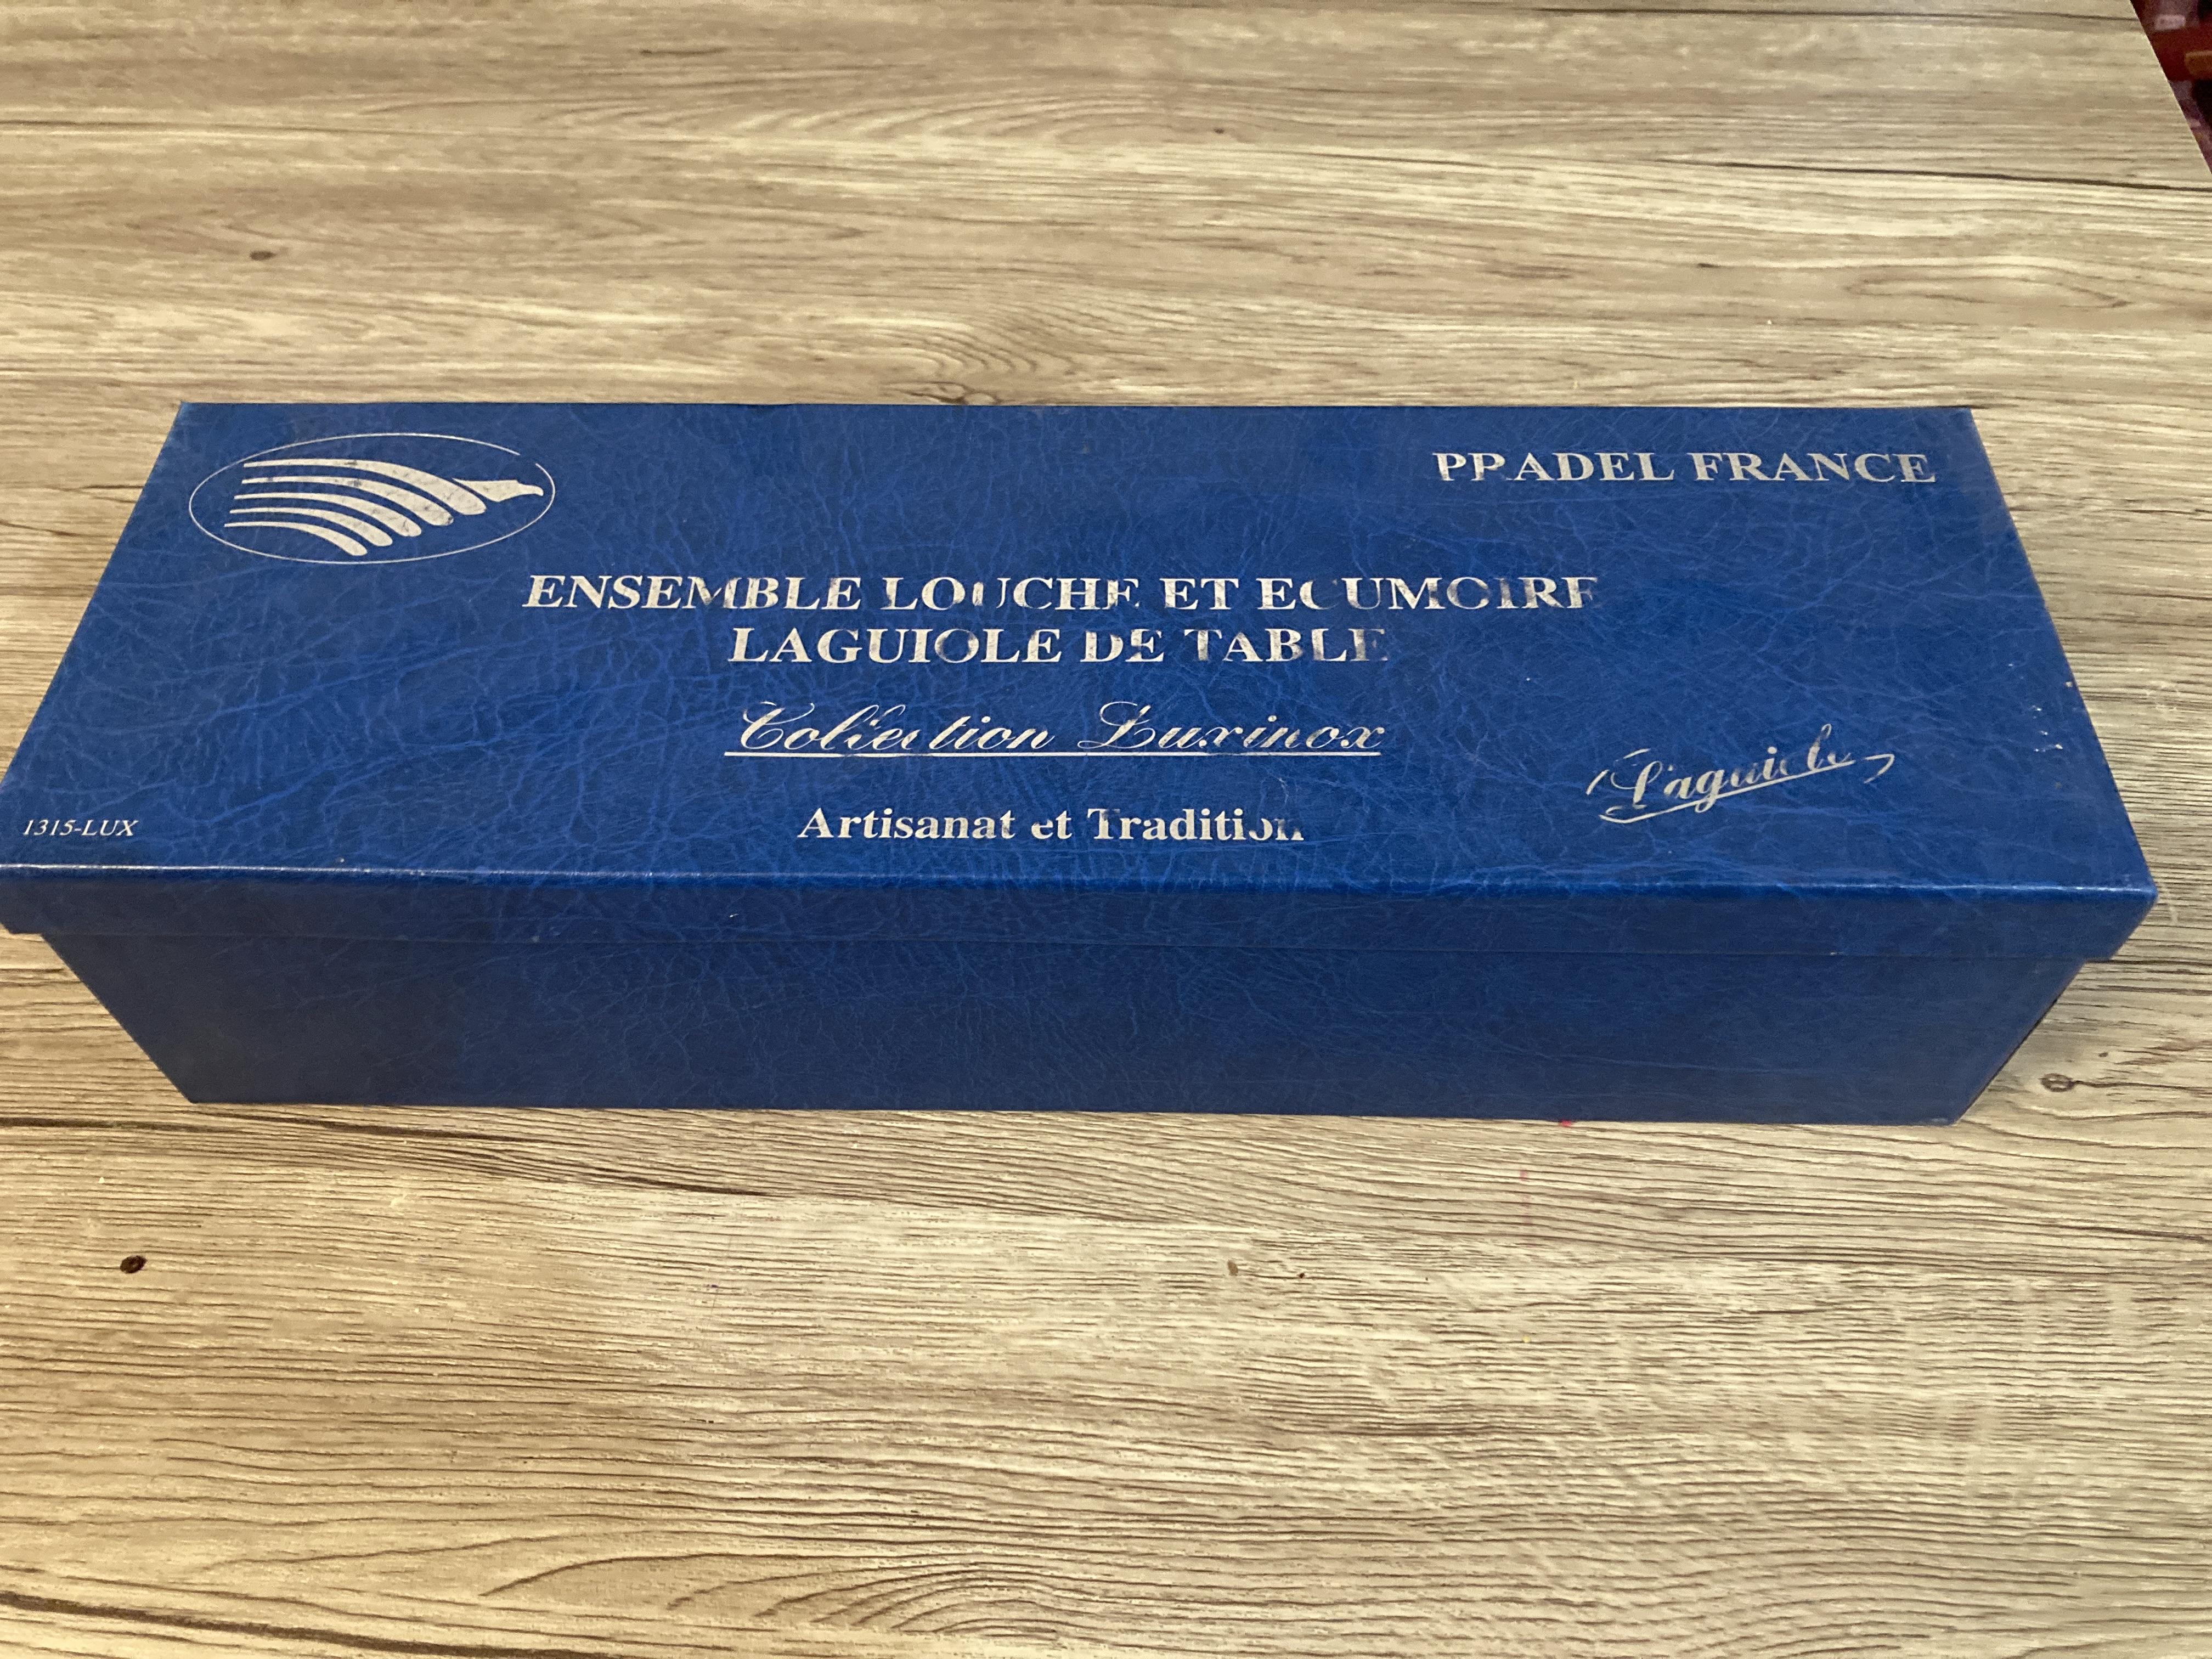 PRADEL FRANCE
ENSEMBLE LOUCHE ET ECUMOIRE
LAGUIOLE DE TABLE
Collection Luxinox
Laguiole
Artisanat et Tradition
1315-LUX